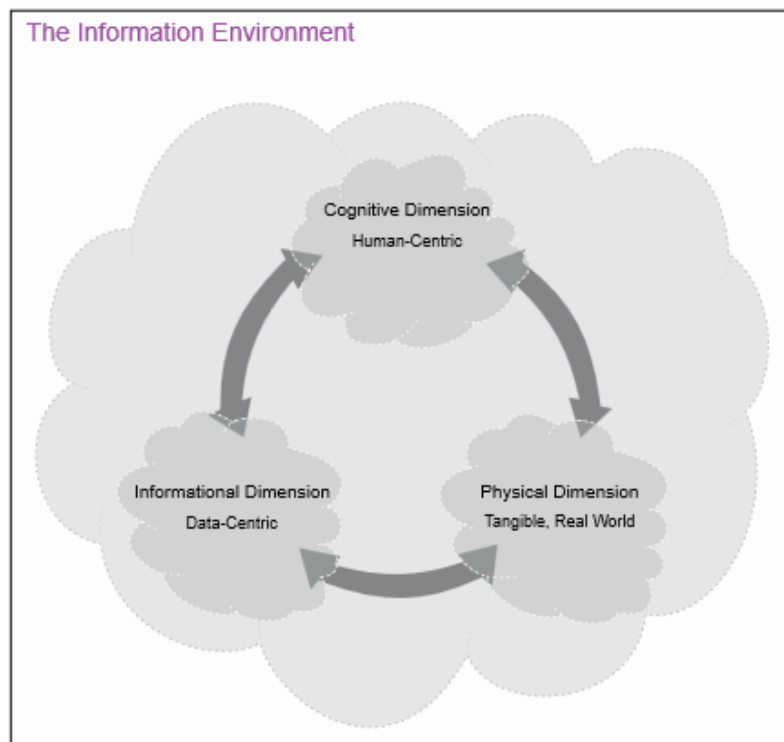 The Information Environment
Cognitive Dimension
Human-Centric
Informational Dimension
Data-Centric
Physical Dimension
Tangible, Real World